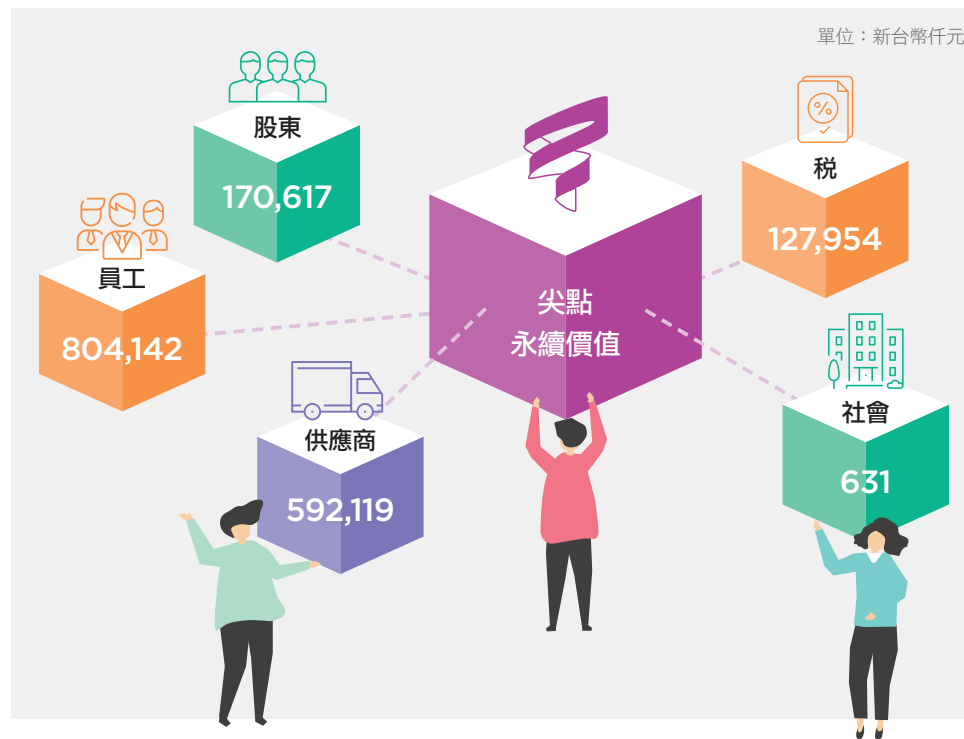 單位：新台幣仟元
股東
170,617
稅
127,954
員工
804,142
尖點
永續價值
供應商
592,119
社會
631